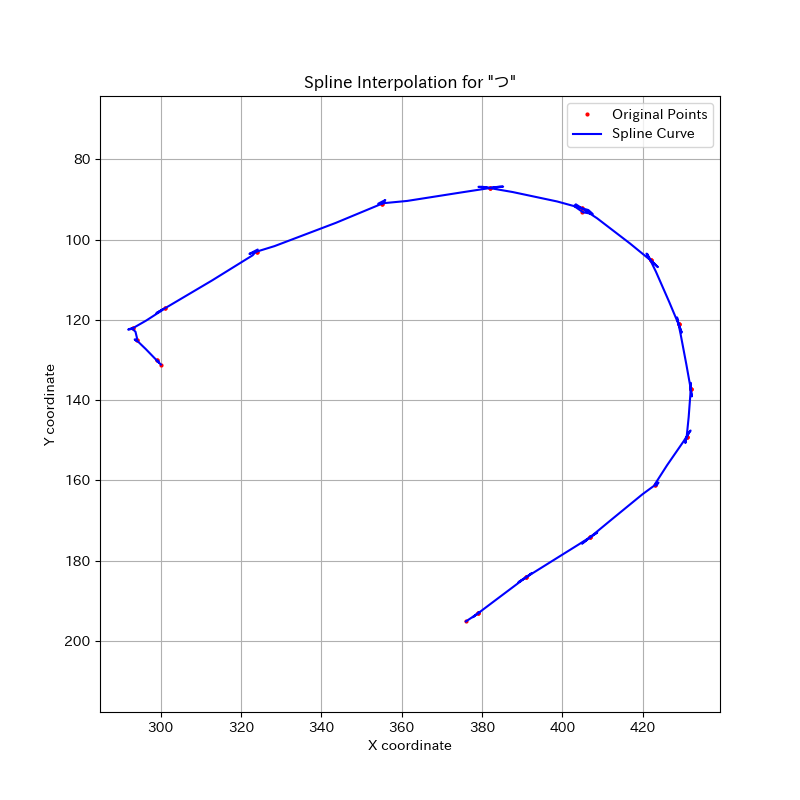 Spline Interpolation for "つ"
Original Points
Spline Curve
80
100
120
140
160
180
200
Y coordinate
300 320 340 360 380 400 420
X coordinate